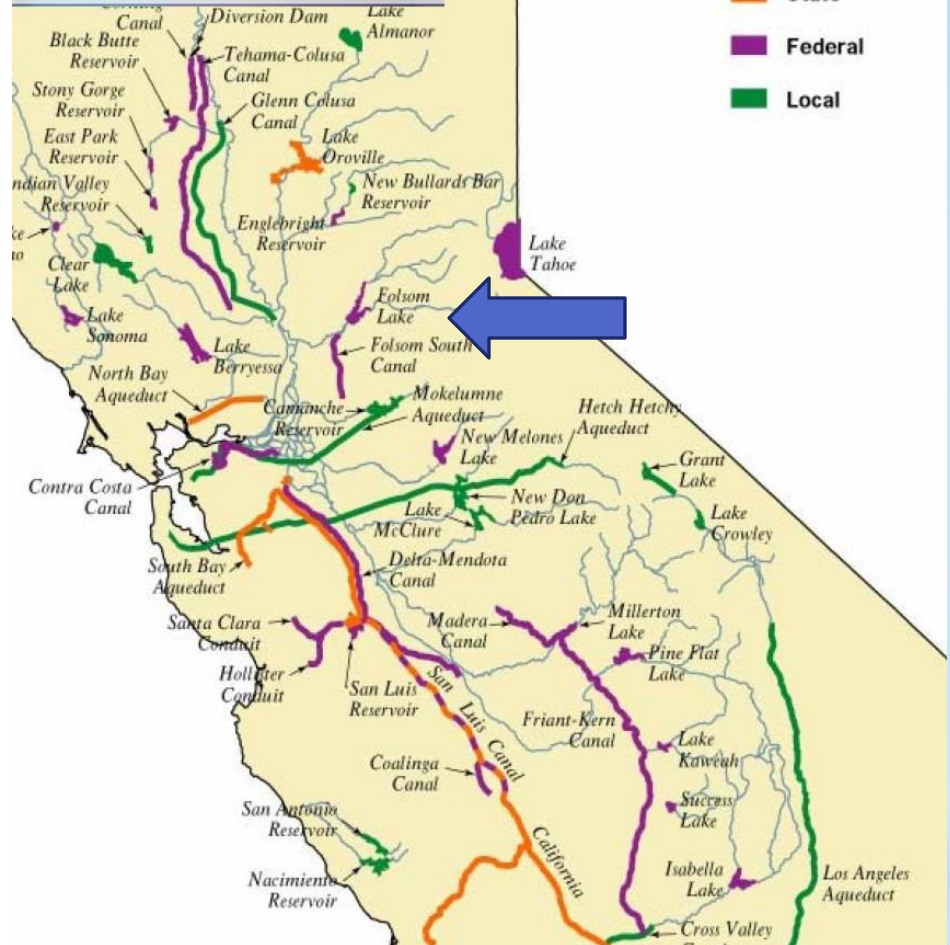 Canal
Diversion Dam
Lake
Almanor
Black Butte
Reservoir
Tehama-Colusa
Canal
Stony Gorge
Reservoir
Glenn Colusa
Canal
East Park
Reservoir
Lake
Oroville
Valley
Reservoir
New Bullards Bar
Reservoir
Englebright
Reservoir
Clear
Lake
Lake
Tahoe
Folsom
Lake
Lake
Sonoma
Lake
Berryessa
Folsom South
Canal
North Bay
Aqueduct
Camanche
Reservoir
Mokelumne
Aqueduct
Hetch Hetchy
Aqueduct
New Melones
Lake
Grant
Lake
Contra Costa
Canal
New Don
Pedro Lake
Lake
McClure
Lake
Crowley
South Bay
Aqueduct
Delta-Mendota
Canal
Santa Clara
Conduit
Madera
Canal
Millerton
Lake
Pine Flat
Lake
Hollister
Conduit
San Luis
Reservoir
San Luis Canal
Friant-Kern
Canal
Lake
Kaweah
Coalinga
Canal
Success
Lake
San Antonio
Reservoir
California
Isabella
Lake
Los Angeles
Aqueduct
Nacimiento
Reservoir
Cross Valley
Federal
Local